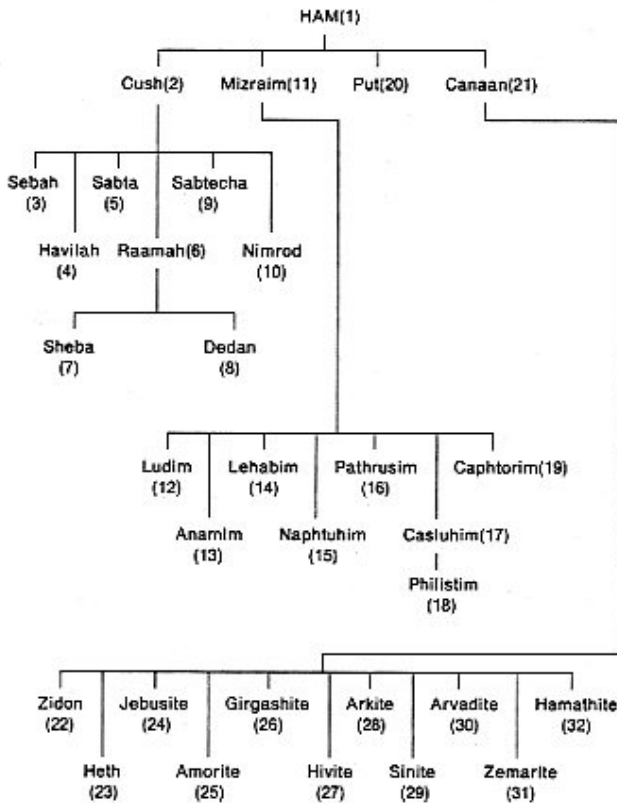 HAM(1)
Cush(2) Mizraim(11) Put(20) Canaan(21)
Sebah Sabta Sabtecha
(3) (5) (9)
Havilah Raamah(6) Nimrod
(4) (10)
Sheba Dedan
(7) (8)
Ludim Lehabim Pathrusim Caphtorim(19)
(12) (14) (16)
Anamim Naphtuhim Casluhim(17)
(13) (15)
Philistim
(18)
Zidon Jebusite Girgashite Arkite Arvadite Hamathite
(22) (24) (26) (28) (30) (32)
Heth Amorite Hivite Sinite Zemarite
(23) (25) (27) (29) (31)